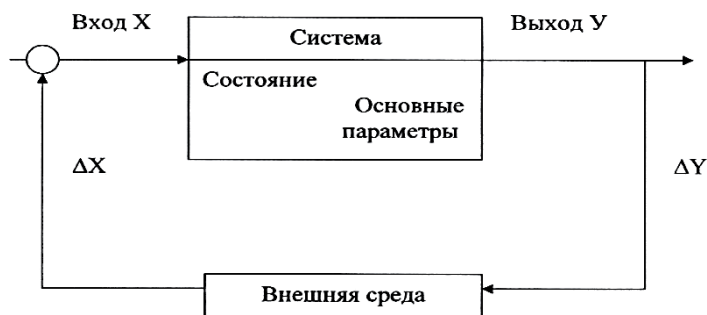 Вход X
Система
Выход У
Состояние
Основные
параметры
ΔX
ΔY
Внешняя среда